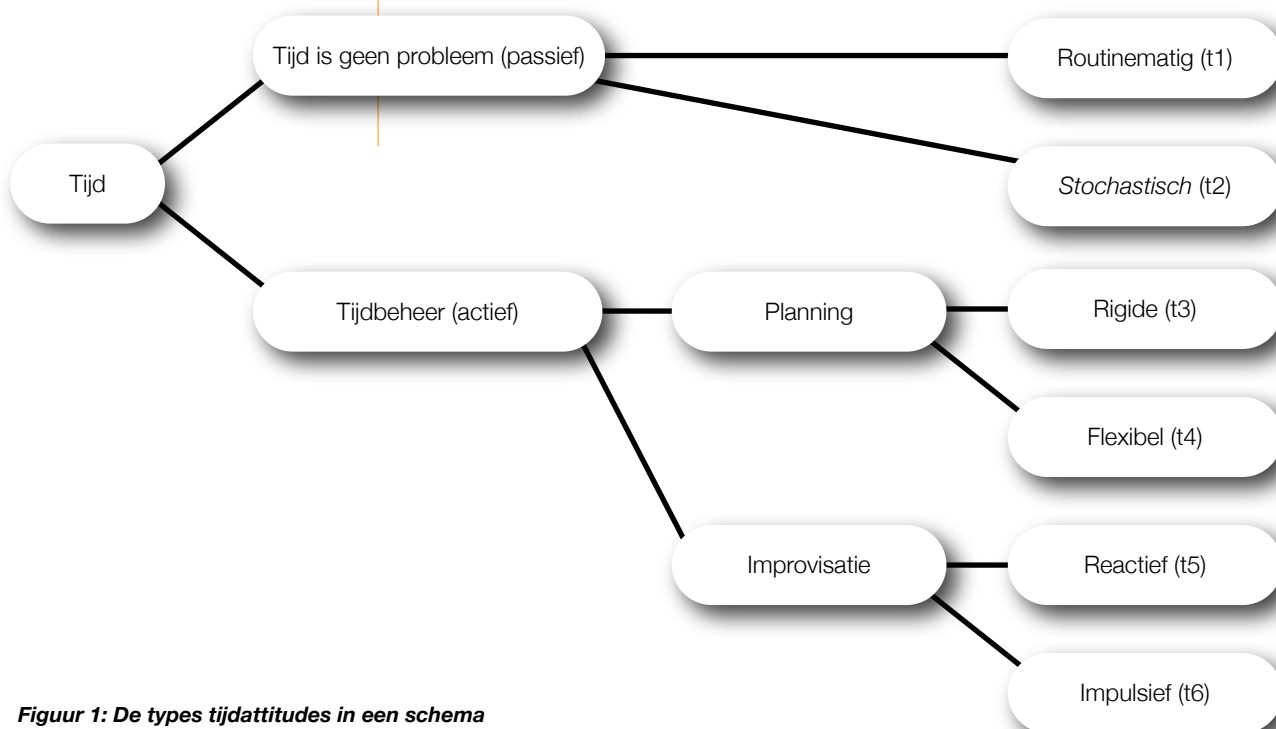 Tijd is geen probleem (passief)
Routinematig (t1)
Tijd
Stochastisch (t2)
Tijdbeheer (actief)
Planning
Rigide (t3)
Flexibel (t4)
Improvisatie
Reactief (t5)
Impulsief (t6)
Figuur 1: De types tijdattitudes in een schema